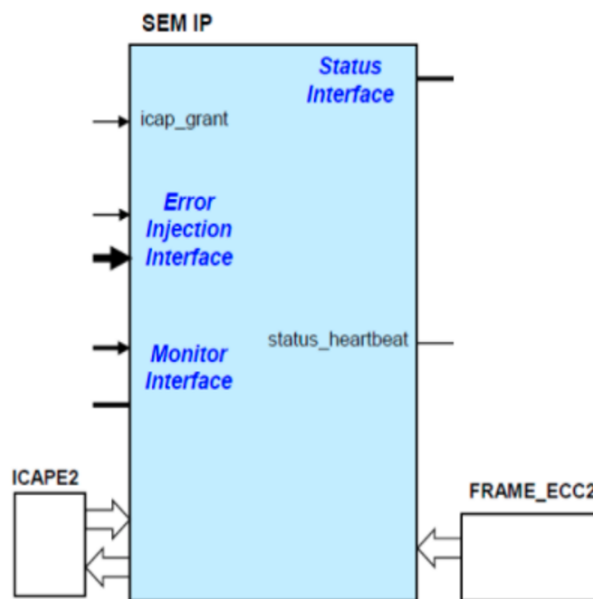 SEM IP
Status
Interface
icap_grant
Error
Injection
Interface
status_heartbeat
Monitor
Interface
ICAPE2
FRAME_ECC2